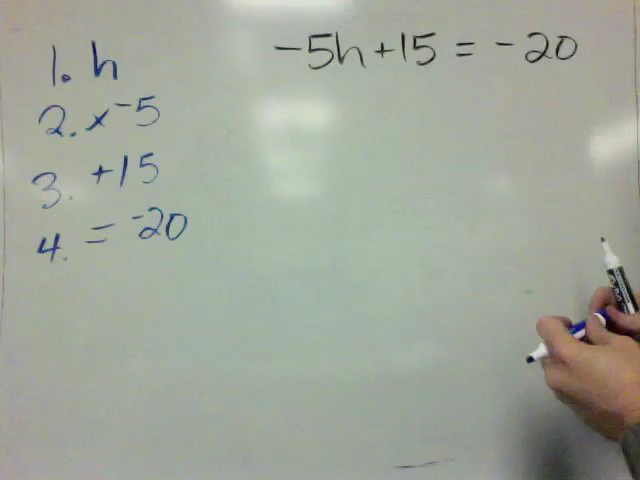 -5h+15 = -20
1. h
2. x -5
3. +15
4. = -20